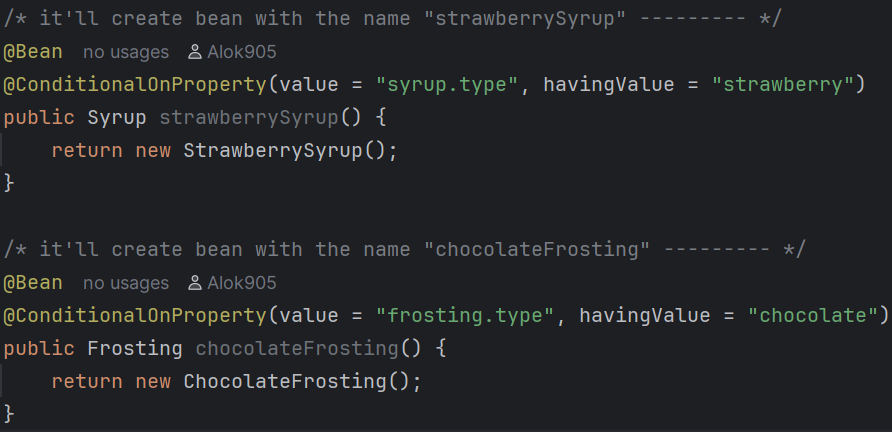 /* it'll create bean with the name "strawberrySyrup" --------- */
@Bean no usages Alok905
@ConditionalOnProperty(value = "syrup.type", havingValue = "strawberry")
public Syrup strawberrySyrup() {
    return new StrawberrySyrup();
}

/* it'll create bean with the name "chocolateFrosting" --------- */
@Bean no usages Alok905
@ConditionalOnProperty(value = "frosting.type", havingValue = "chocolate")
public Frosting chocolateFrosting() {
    return new ChocolateFrosting();
}